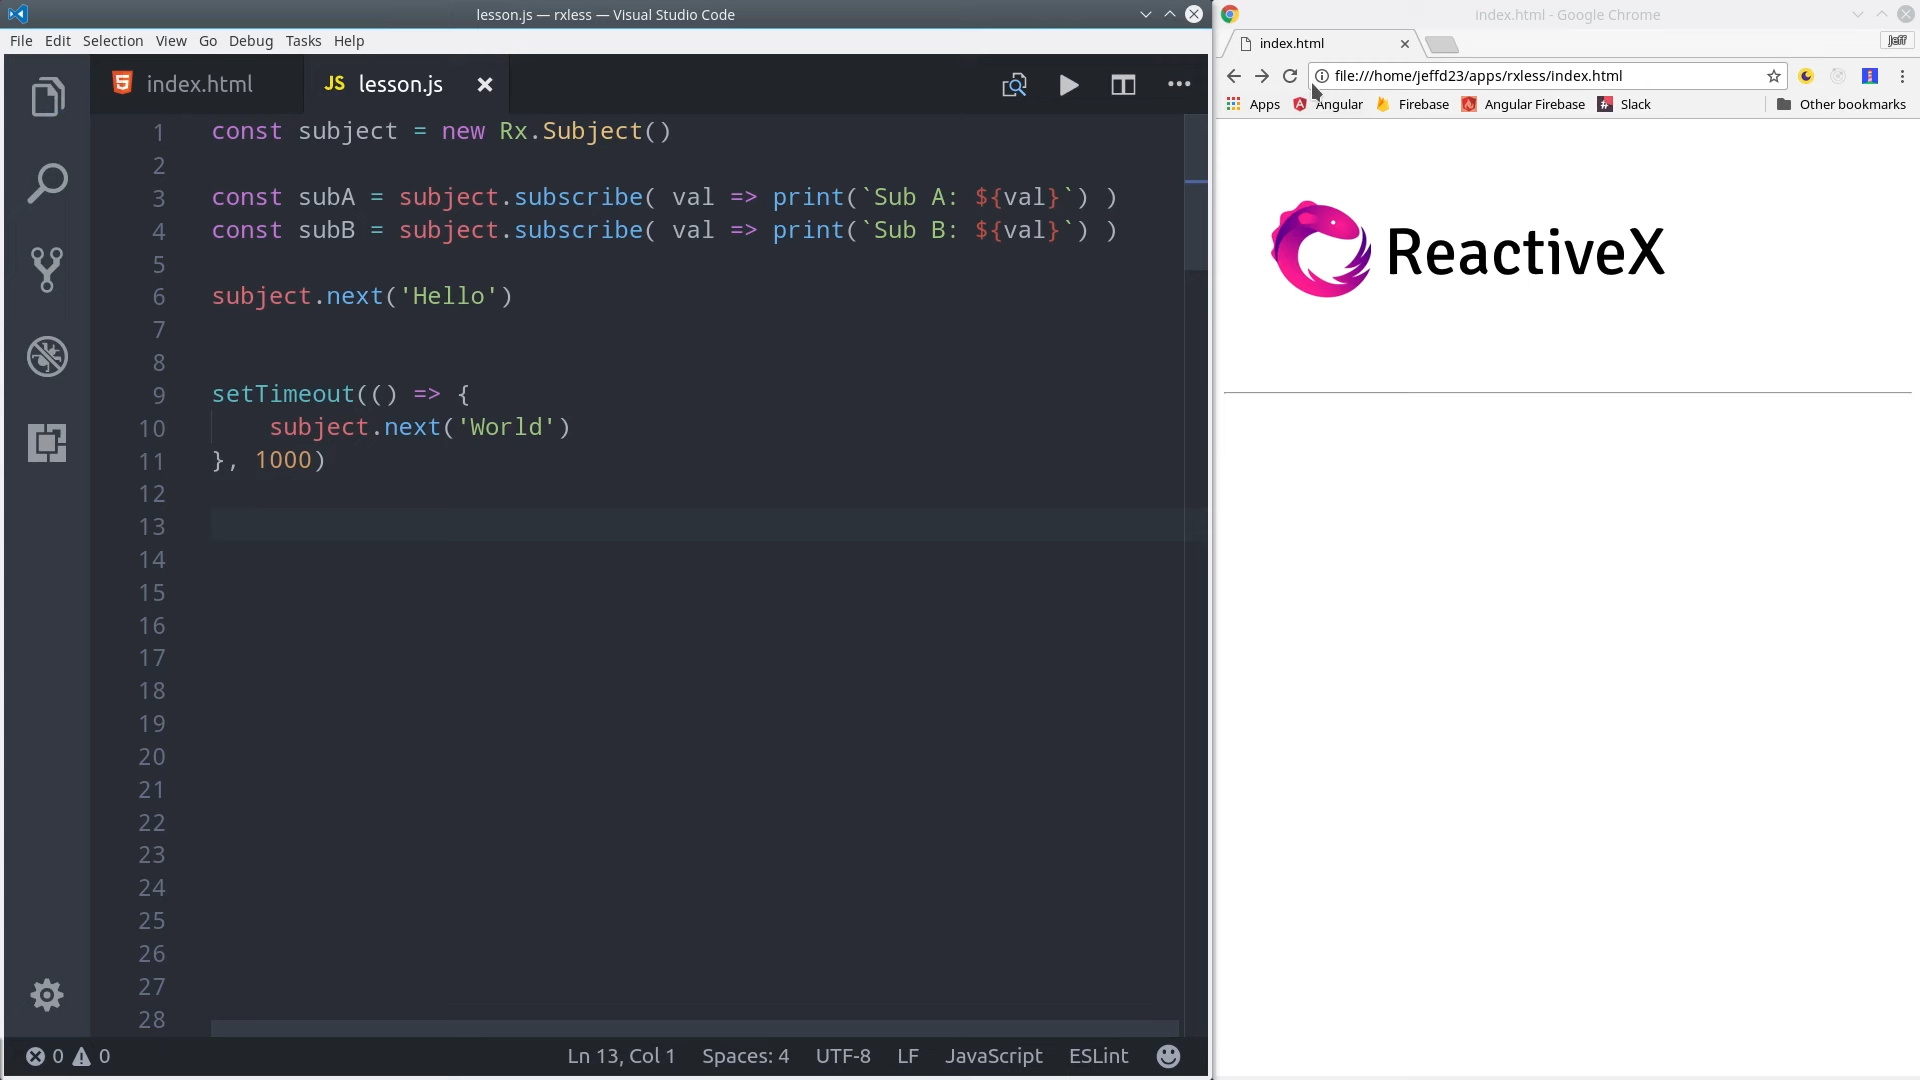 lesson.js — rxless — Visual Studio Code
File Edit Selection View Go Debug Tasks Help
index.html
JS lesson.js
1 const subject = new Rx.Subject()
2
3 const subA = subject.subscribe( val => print(`Sub A: ${val}`) )
4 const subB = subject.subscribe( val => print(`Sub B: ${val}`) )
5
6 subject.next('Hello')
7
8
9 setTimeout(() => {
10 subject.next('World')
11 }, 1000)
12
13
14
15
16
17
18
19
20
21
22
23
24
25
26
27
28
0 0 Ln 13, Col 1 Spaces: 4 UTF-8 LF JavaScript ESLint
index.html - Google Chrome
index.html
Jeff
file:///home/jeffd23/apps/rxless/index.html
Apps Angular Firebase Angular Firebase Slack Other bookmarks
ReactiveX